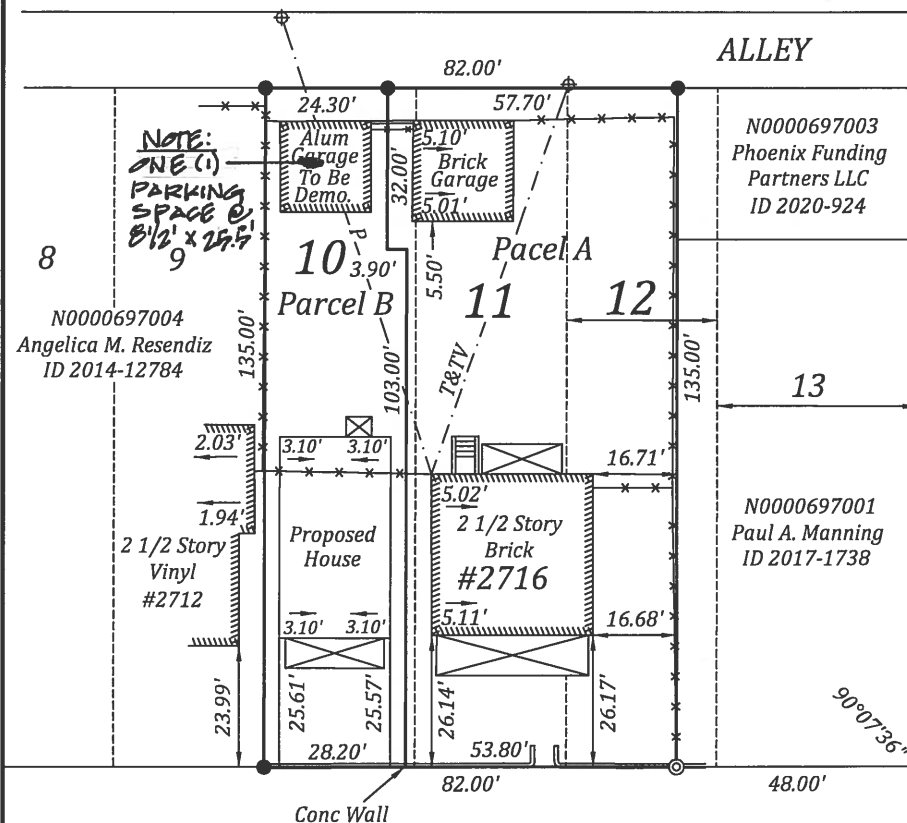 ALLEY
82.00'
24.30'
57.70'
NOTE:
ONE (1)
PARKING
SPACE @
8 1/2' X 25.5'
Alum
Garage
To Be
Demo.
32.00'
5.10'
Brick
Garage
5.01'
N0000697003
Phoenix Funding
Partners LLC
ID 2020-924
8
9
10
P
3.90'
Parcel B
5.50'
Pacel A
11
12
N0000697004
Angelica M. Resendiz
ID 2014-12784
135.00'
103.00'
T&TV
135.00'
13
2.03'
3.10'
3.10'
16.71'
1.94'
5.02'
2 1/2 Story
Vinyl
#2712
Proposed
House
2 1/2 Story
Brick
#2716
N0000697001
Paul A. Manning
ID 2017-1738
3.10'
3.10'
5.11'
16.68'
23.99'
25.61'
25.57'
26.14'
26.17'
90°07'36"
28.20'
53.80'
82.00'
48.00'
Conc Wall